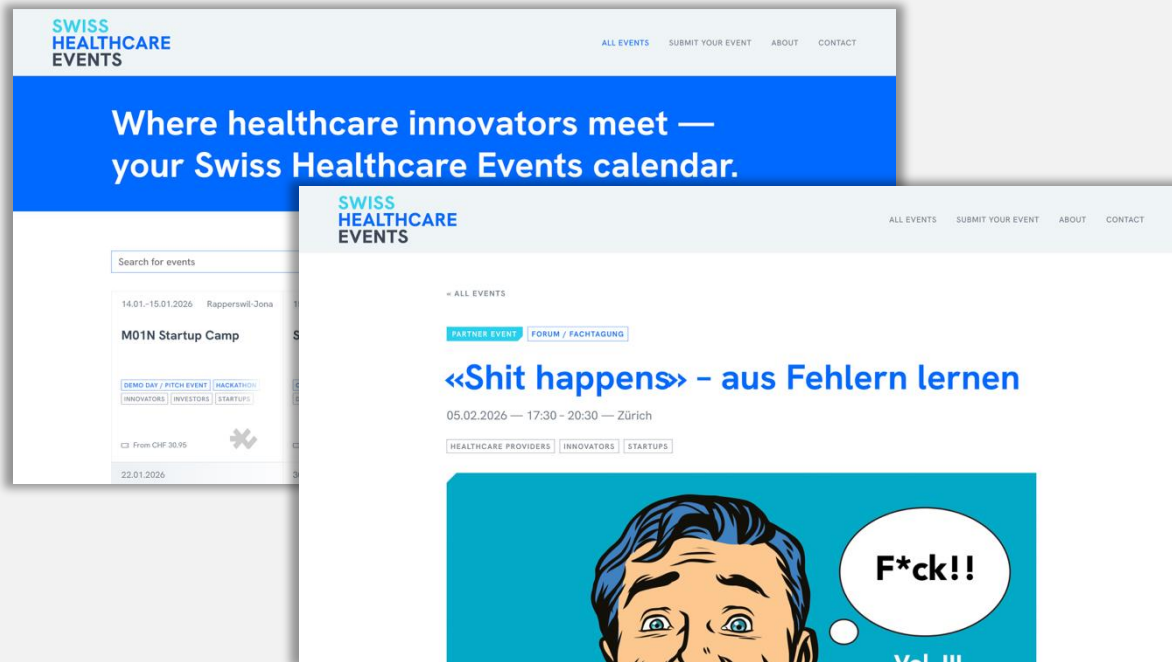 SWISS
HEALTHCARE
EVENTS
ALL EVENTS SUBMIT YOUR EVENT ABOUT CONTACT
Where healthcare innovators meet —
your Swiss Healthcare Events calendar.
Search for events
14.01.–15.01.2026 Rapperswil-Jona
M01N Startup Camp
DEMO DAY / PITCH EVENT HACKATHON
INNOVATORS INVESTORS STARTUPS
From CHF 30.95
22.01.2026
SWISS
HEALTHCARE
EVENTS
ALL EVENTS SUBMIT YOUR EVENT ABOUT CONTACT
« ALL EVENTS
PARTNER EVENT FORUM / FACHTAGUNG
«Shit happens» – aus Fehlern lernen
05.02.2026 — 17:30 - 20:30 — Zürich
HEALTHCARE PROVIDERS INNOVATORS STARTUPS
F*ck!!